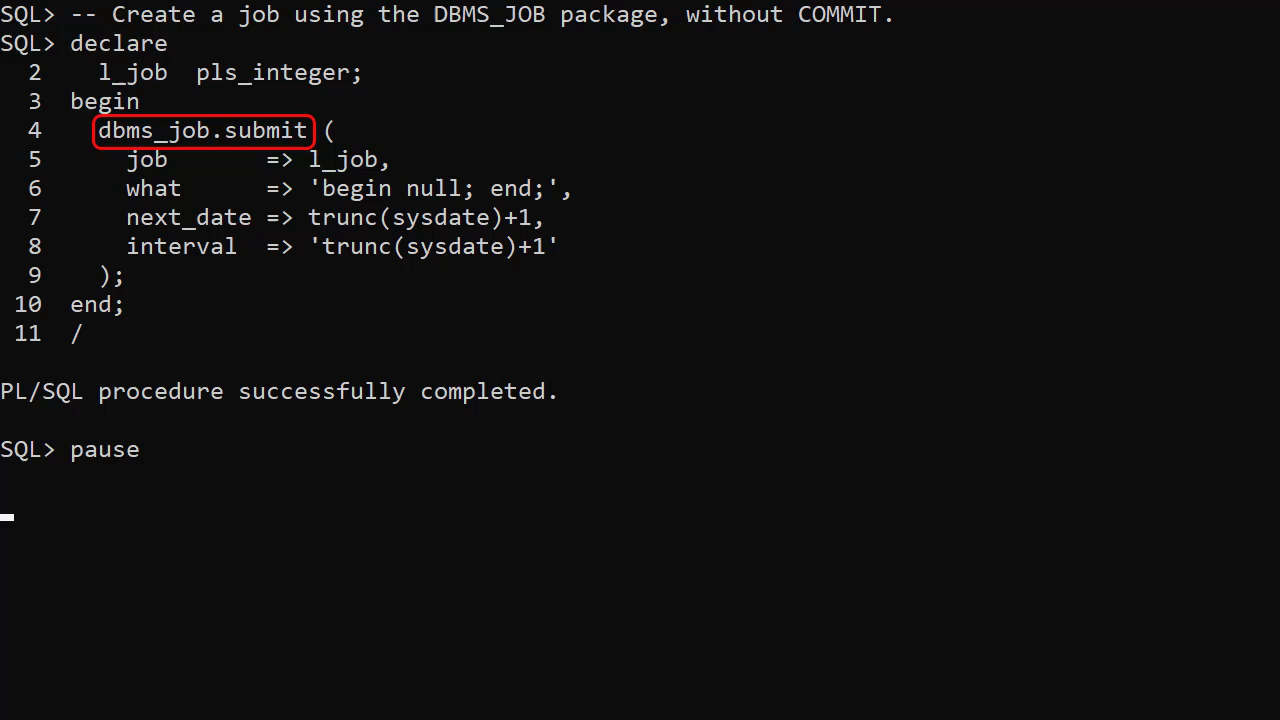 SQL> -- Create a job using the DBMS_JOB package, without COMMIT.
SQL> declare
  2    l_job  pls_integer;
  3  begin
  4    dbms_job.submit (
  5      job       => l_job,
  6      what      => 'begin null; end;',
  7      next_date => trunc(sysdate)+1,
  8      interval  => 'trunc(sysdate)+1'
  9    );
 10  end;
 11  /
PL/SQL procedure successfully completed.
SQL> pause